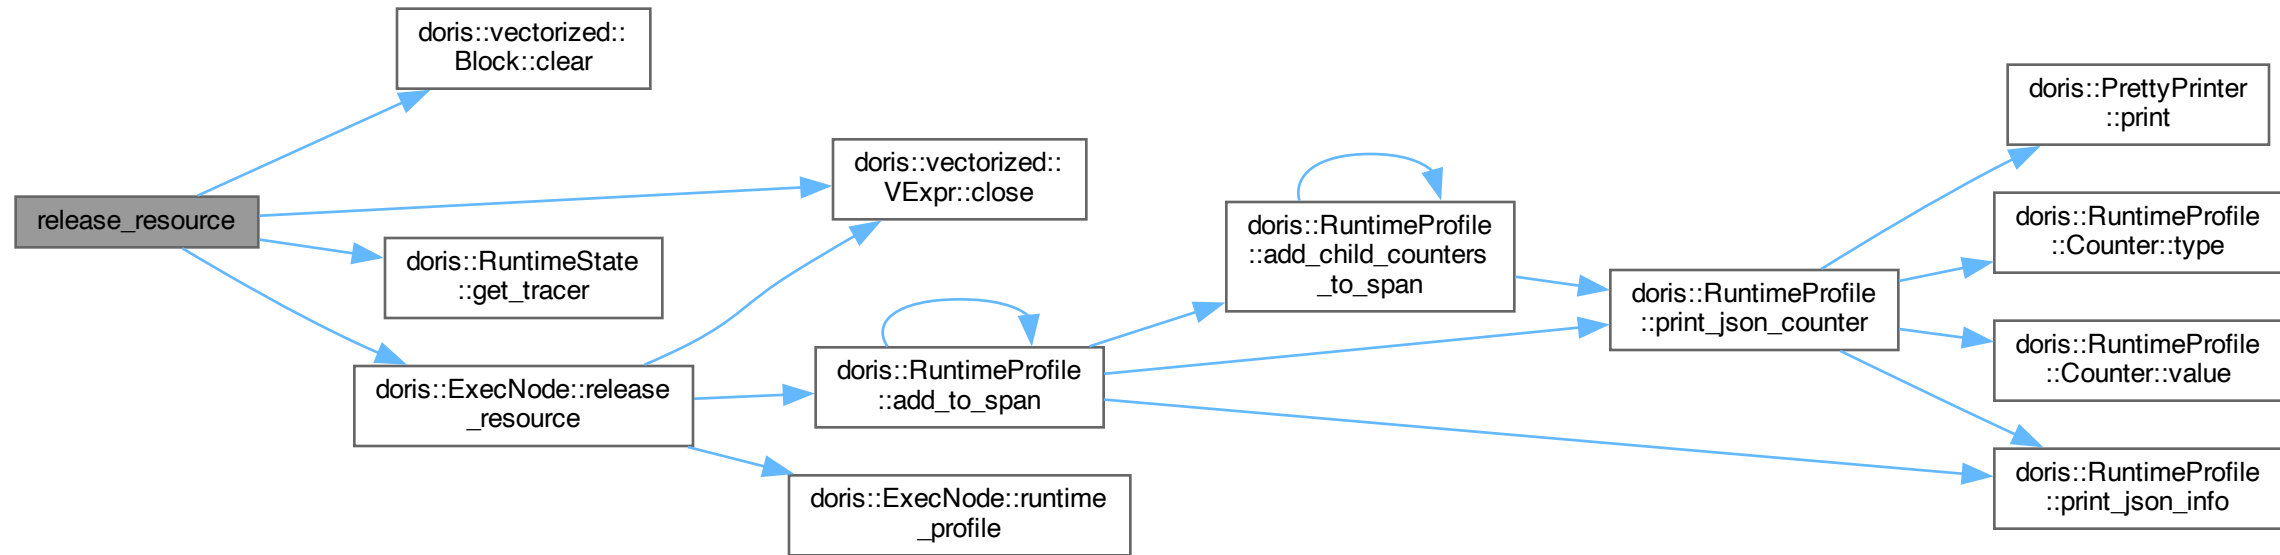 release_resource
doris::vectorized::
Block::clear
doris::vectorized::
VExpr::close
doris::RuntimeState
::get_tracer
doris::ExecNode::release
_resource
doris::RuntimeProfile
::add_to_span
doris::ExecNode::runtime
_profile
doris::RuntimeProfile
::add_child_counters
_to_span
doris::RuntimeProfile
::print_json_counter
doris::PrettyPrinter
::print
doris::RuntimeProfile
::Counter::type
doris::RuntimeProfile
::Counter::value
doris::RuntimeProfile
::print_json_info